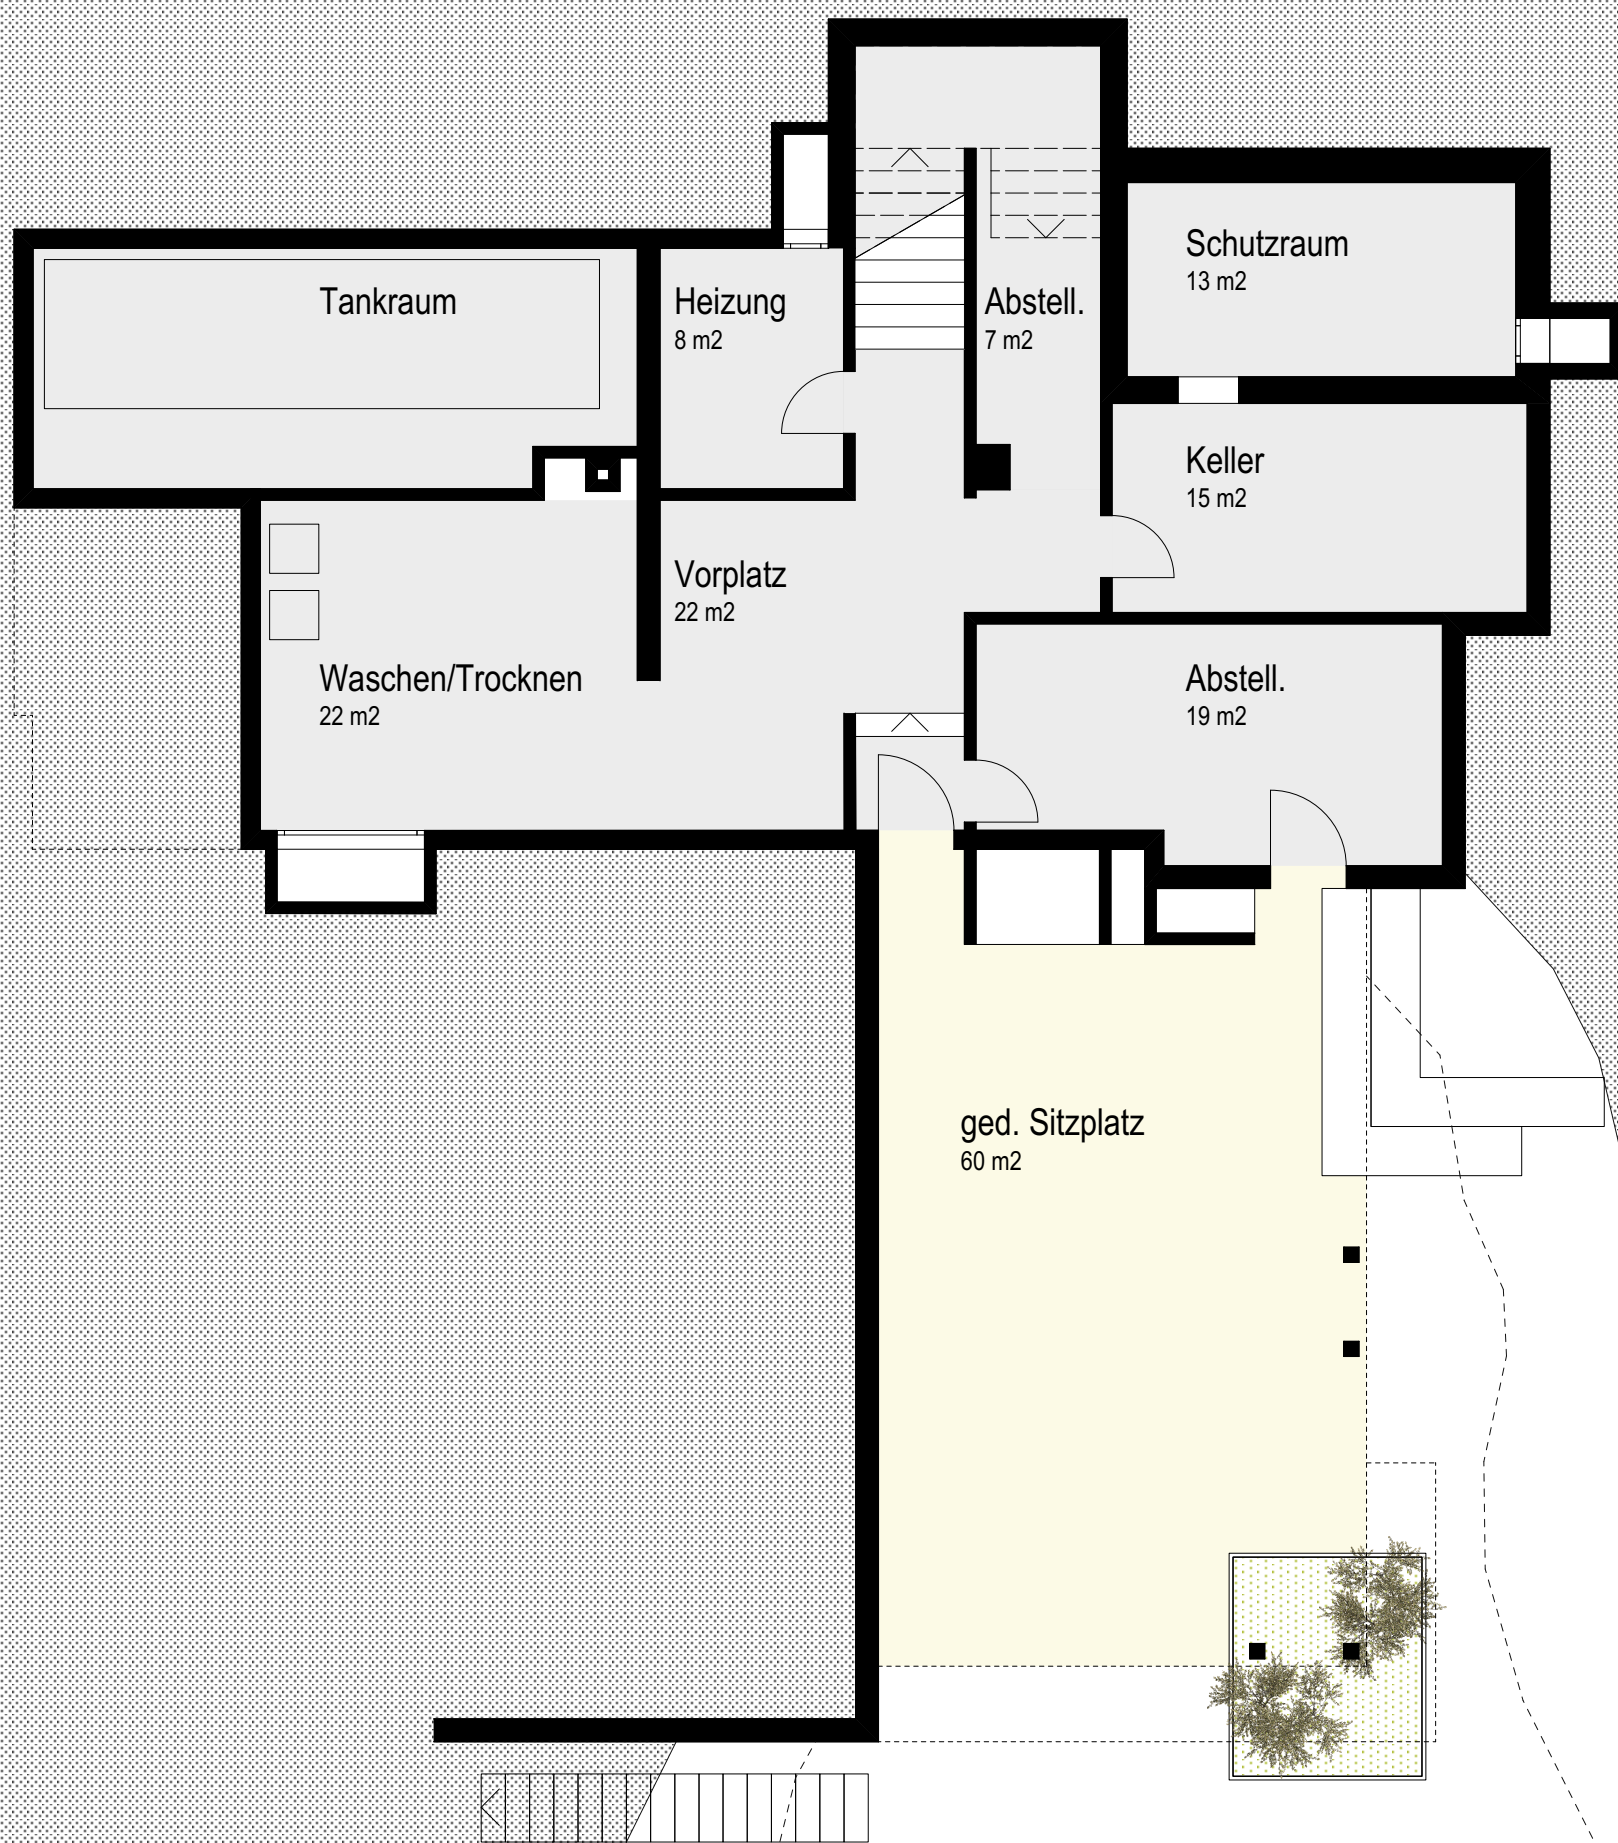 Schutzraum
13 m2
Tankraum
Heizung
8 m2
Abstell.
7 m2
Keller
15 m2
Vorplatz
22 m2
Waschen/Trocknen
22 m2
Abstell.
19 m2
ged. Sitzplatz
60 m2